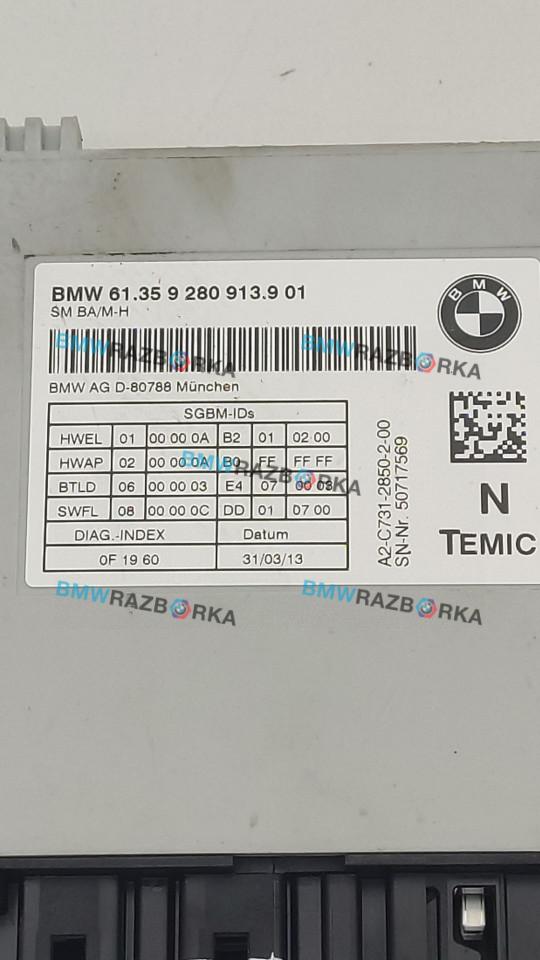 BMW 61.35 9 280 913.9 01
SM BA/M-H
BMW
BMWRAZBORKA BMWRAZBORKA
BMW AG D-80788 München
SGBM-IDs
HWEL 01 00 00 0A B2 01 02 00
HWAP 02 00 00 0A B0 FF FF FF
BMWRAZBORKA
BTLD 06 00 00 03 E4 07 00 03
SWFL 08 00 00 0C DD 01 07 00
DIAG.-INDEX Datum
0F 19 60 31/03/13
A2-C731-2850-2-00
SN-Nr. 50717569
N
TEMIC
BMWRAZBORKA BMWRAZBORKA